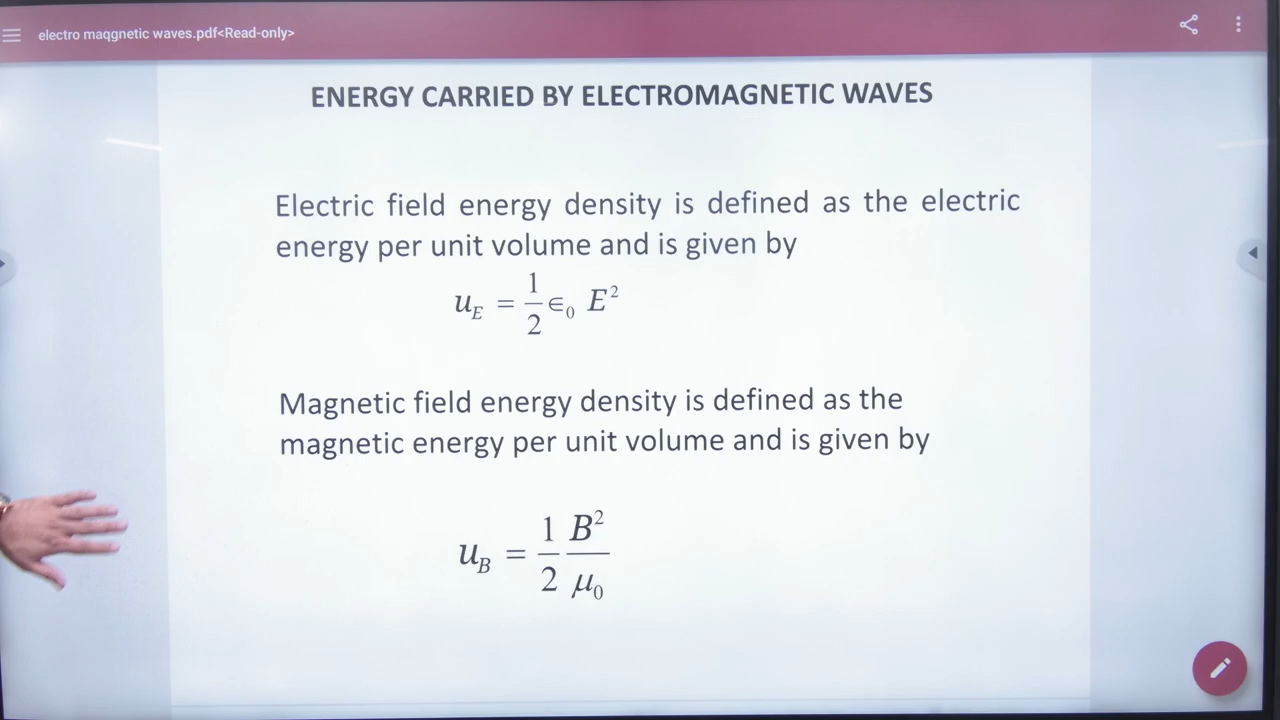 electro maqgnetic waves.pdf<Read-only>
ENERGY CARRIED BY ELECTROMAGNETIC WAVES
Electric field energy density is defined as the electric
energy per unit volume and is given by
u_E = 1/2 ∈_0 E^2
Magnetic field energy density is defined as the
magnetic energy per unit volume and is given by
u_B = 1/2 B^2/μ_0